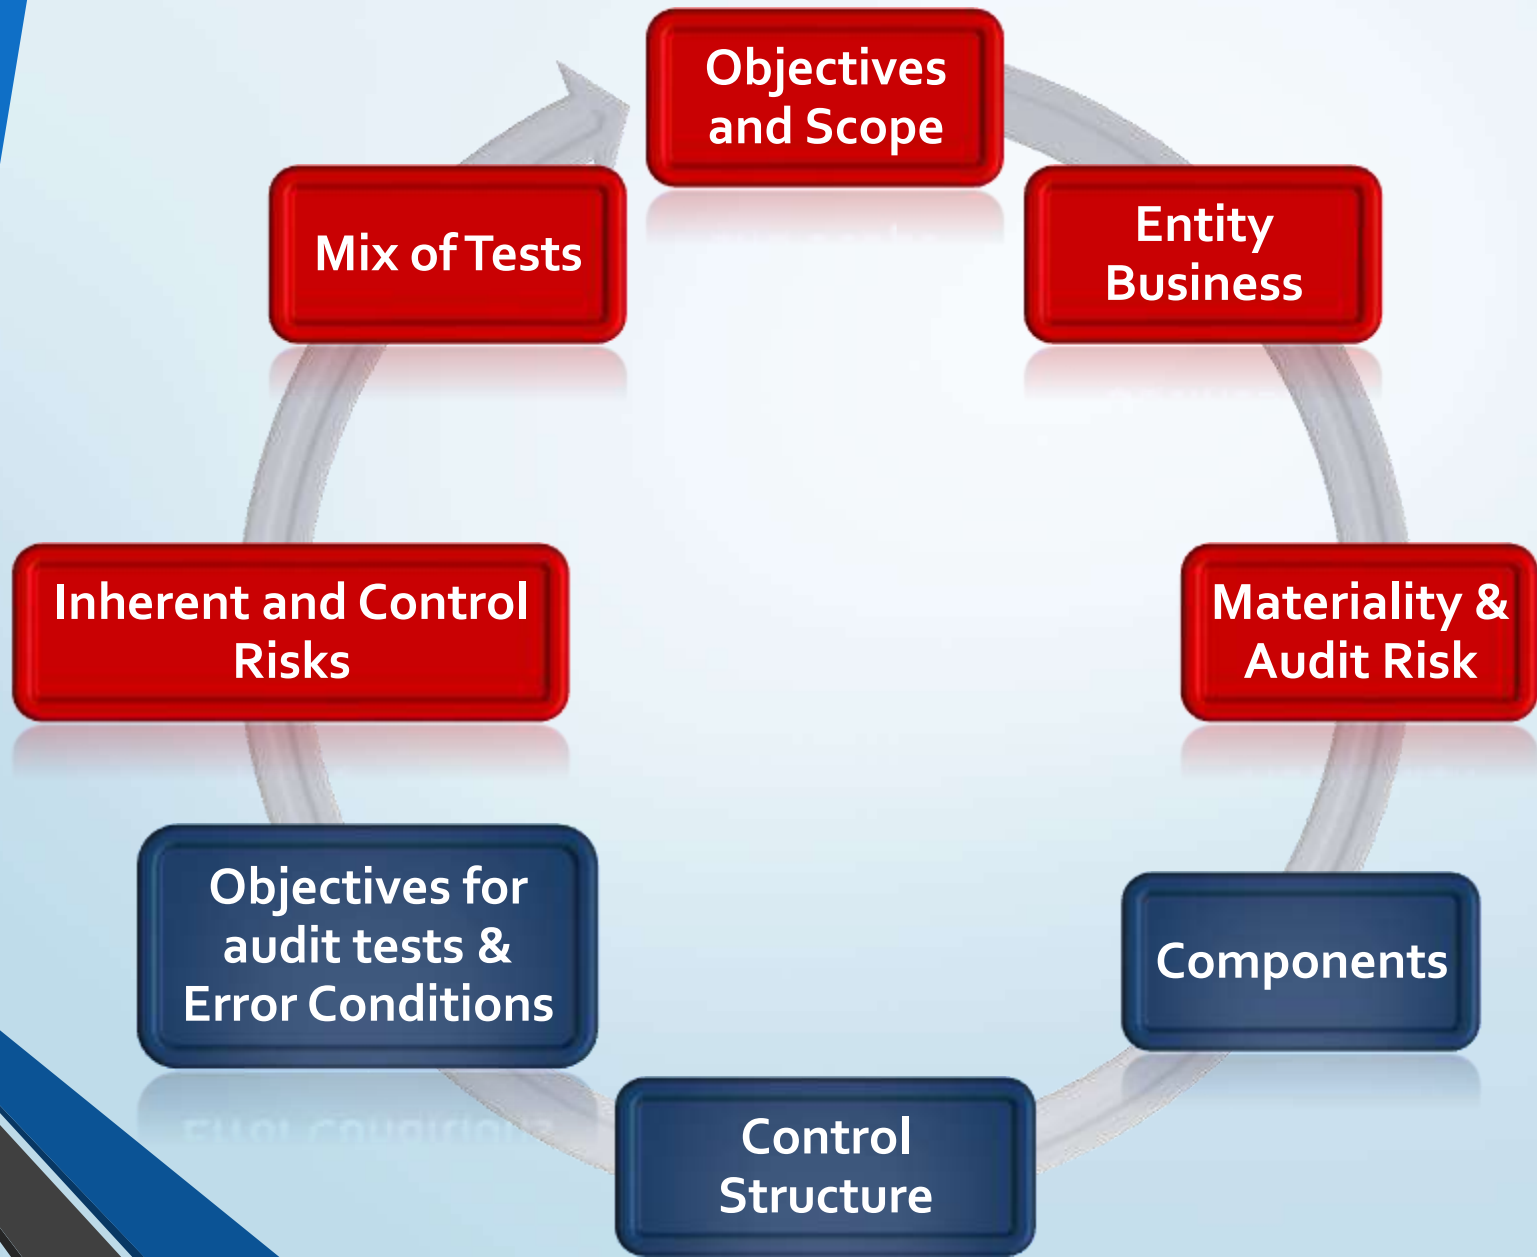 Objectives
and Scope
Entity
Business
Materiality &
Audit Risk
Components
Control
Structure
Objectives for
audit tests &
Error Conditions
Inherent and Control
Risks
Mix of Tests